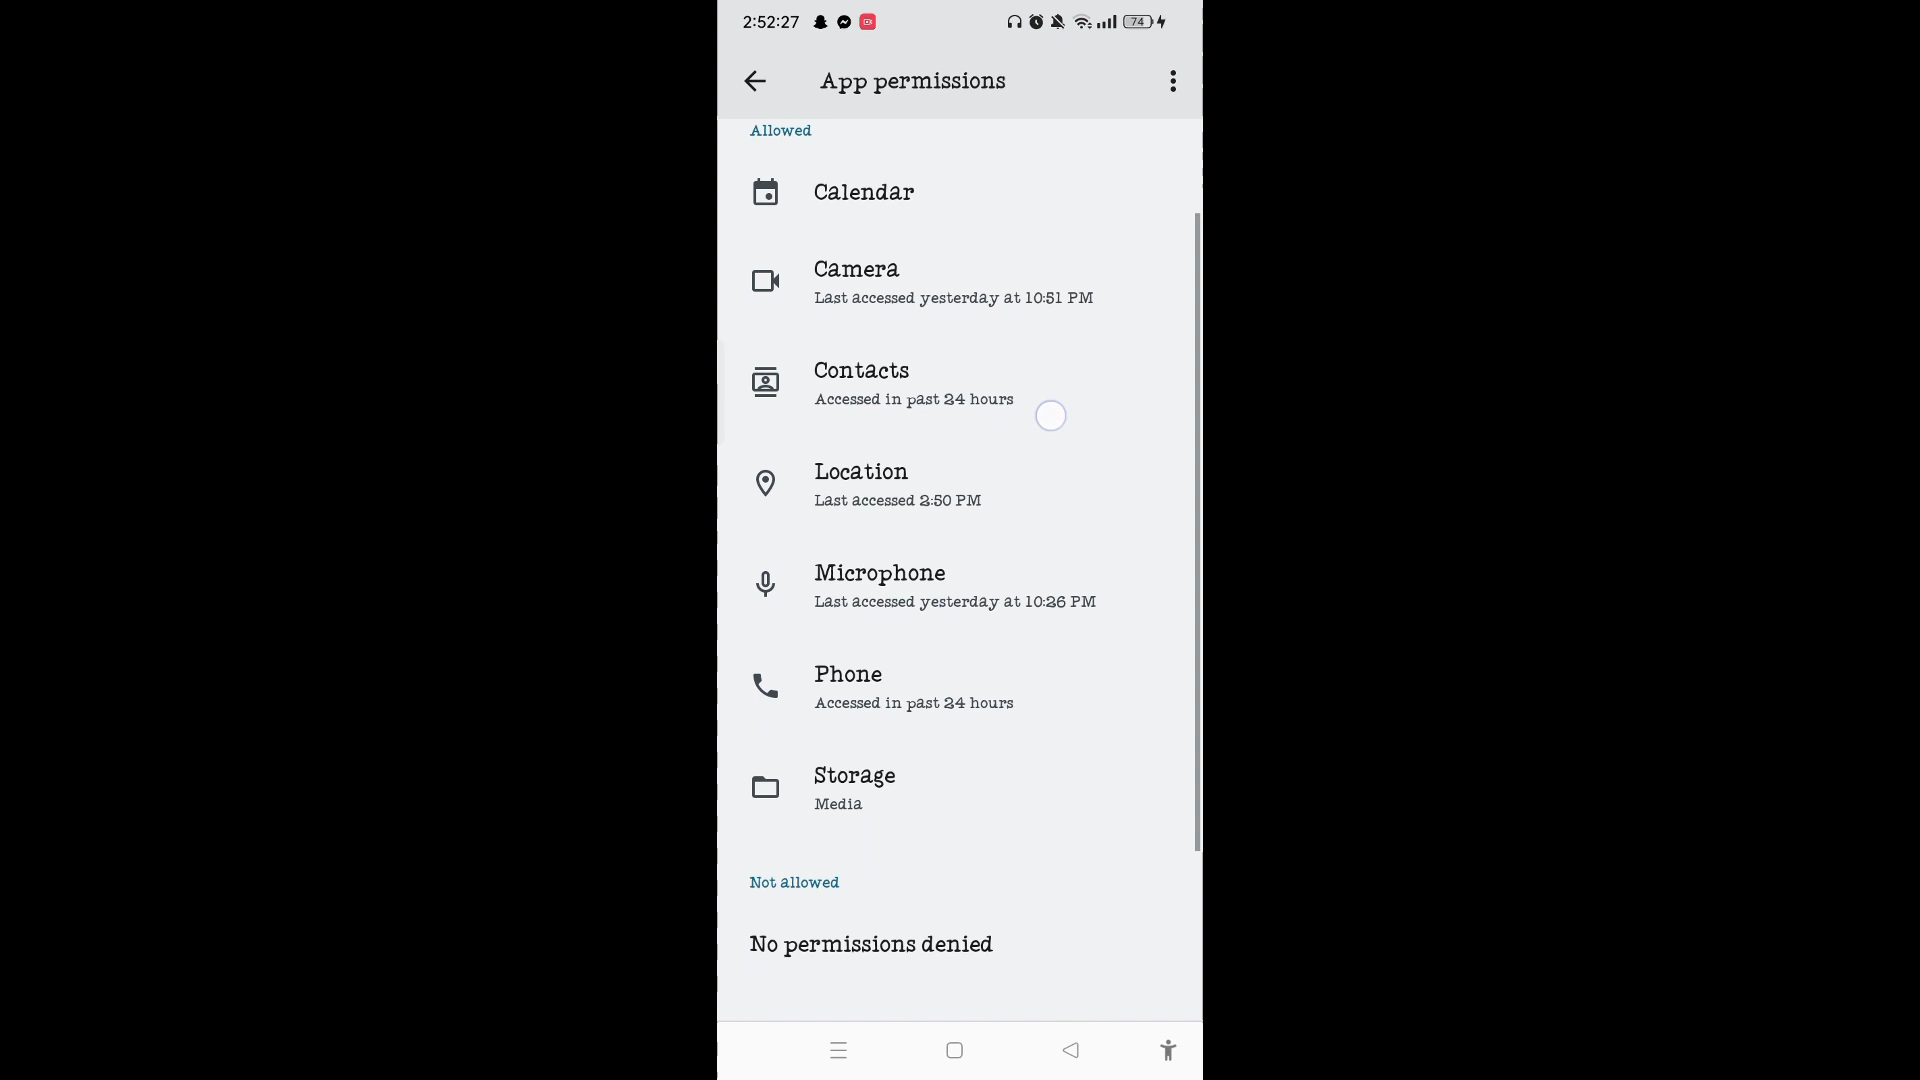 2:52:27
74
App permissions
Allowed
Calendar
Camera
Last accessed yesterday at 10:51 PM
Contacts
Accessed in past 24 hours
Location
Last accessed 2:50 PM
Microphone
Last accessed yesterday at 10:26 PM
Phone
Accessed in past 24 hours
Storage
Media
Not allowed
No permissions denied